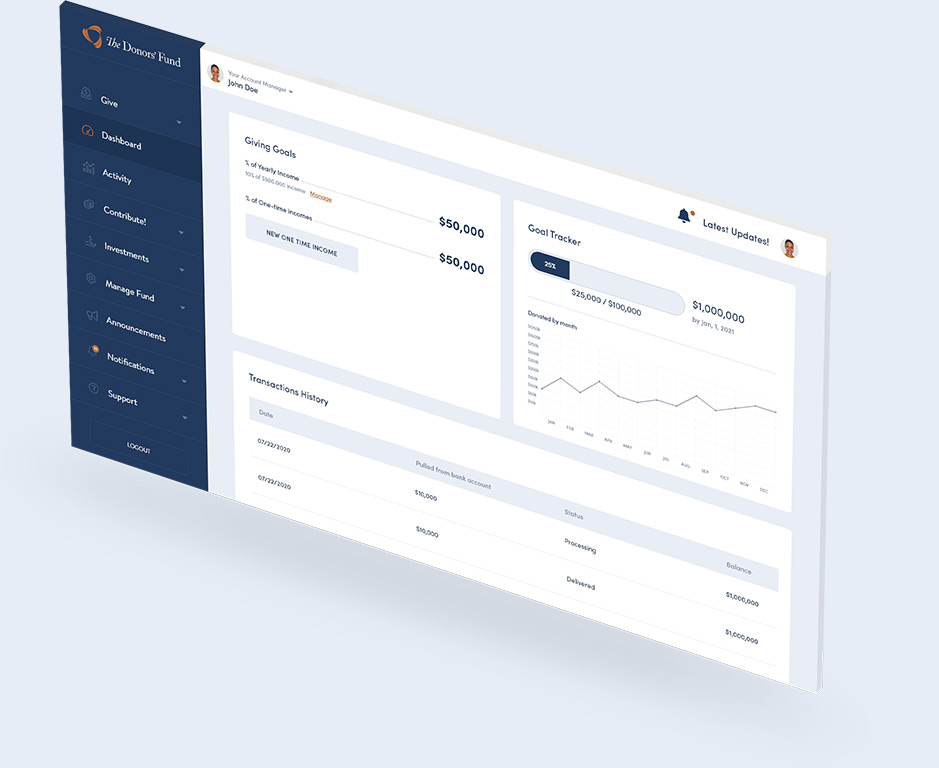 The Donors' Fund
Give
Dashboard
Activity
Contribute!
Investments
Manage Fund
Announcements
Notifications
Support
LOGOUT
Your Account Manager
John Doe
Latest Updates!
Giving Goals
% of Yearly Income
10% of $500,000 income Manage
$50,000
% of One-time incomes
$50,000
NEW ONE TIME INCOME
Goal Tracker
25%
$25,000 / $100,000
$1,000,000
by jan, 1, 2021
Donated by month
JAN FEB MAR APR MAY JUN JUL AUG SEP OCT NOV DEC
Transactions History
Date Pulled from bank account Status Balance
07/22/2020 $10,000 Processing $1,000,000
07/22/2020 $10,000 Delivered $1,000,000